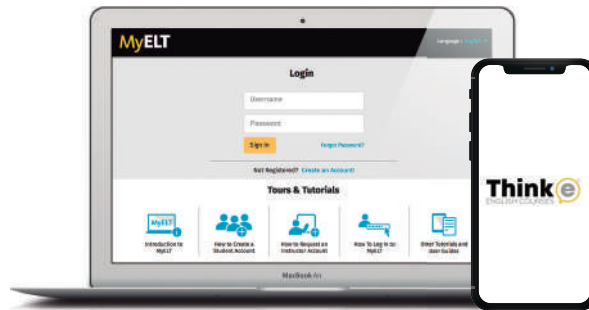 MyELT
Language : English
Login
Username
Password
Sign In
Forgot Password?
Not Registered? Create an Account!
Tours & Tutorials
MyELT
Introduction to
MyELT
How to Create a
Student Account
How to Request an
Instructor Account
How To Log In to
MyELT
Other Tutorials and
User Guides
MacBook Air
Think e
ENGLISH COURSES